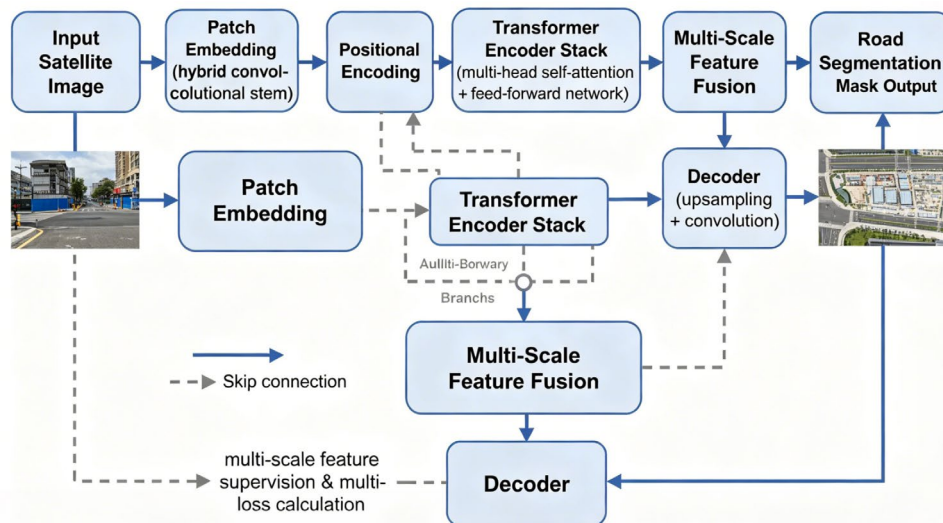 Input
Satellite
Image
Patch
Embedding
(hybrid convol-
colutional stem)
Positional
Encoding
Transformer
Encoder Stack
(multi-head self-attention
+ feed-forward network)
Multi-Scale
Feature
Fusion
Road
Segmentation
Mask Output
Patch
Embedding
Transformer
Encoder Stack
Decoder
(upsampling
+ convolution)
Aulllti-Borwary
Branchs
Multi-Scale
Feature Fusion
Skip connection
multi-scale feature
supervision & multi-
loss calculation
Decoder